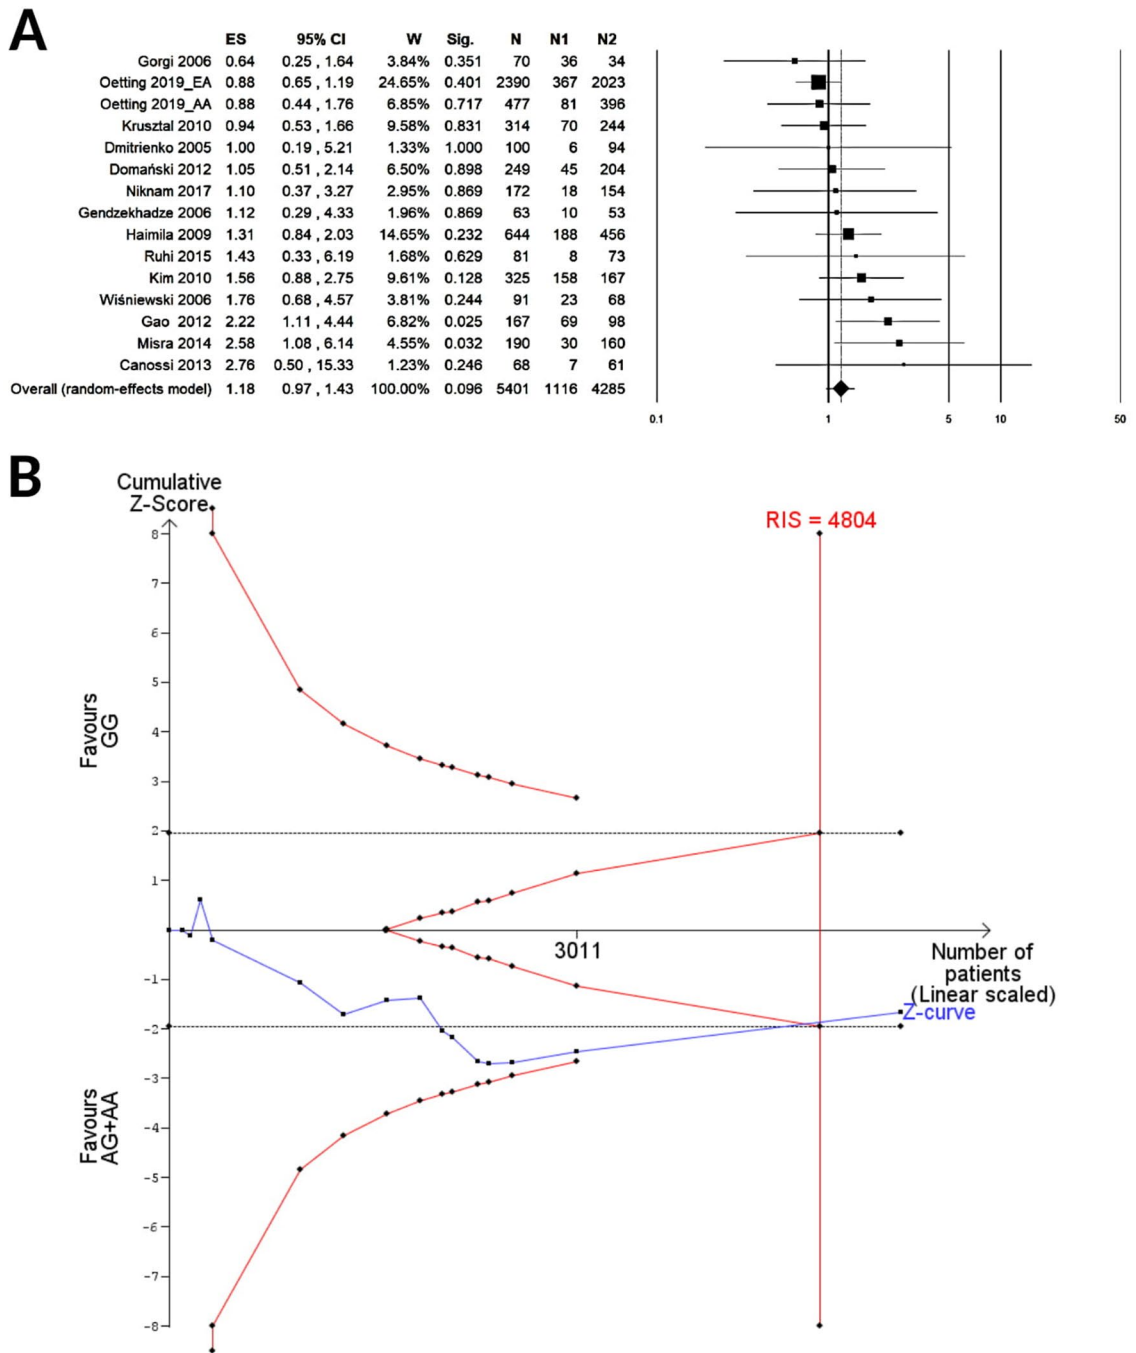 A
ES 95% CI W Sig. N N1 N2
Gorgi 2006 0.64 0.25 , 1.64 3.84% 0.351 70 36 34
Oetting 2019_EA 0.88 0.65 , 1.19 24.65% 0.401 2390 367 2023
Oetting 2019_AA 0.88 0.44 , 1.76 6.85% 0.717 477 81 396
Krusztal 2010 0.94 0.53 , 1.66 9.58% 0.831 314 70 244
Dmitrienko 2005 1.00 0.19 , 5.21 1.33% 1.000 100 6 94
Domański 2012 1.05 0.51 , 2.14 6.50% 0.898 249 45 204
Niknam 2017 1.10 0.37 , 3.27 2.95% 0.869 172 18 154
Gendzekhadze 2006 1.12 0.29 , 4.33 1.96% 0.869 63 10 53
Haimila 2009 1.31 0.84 , 2.03 14.65% 0.232 644 188 456
Ruhi 2015 1.43 0.33 , 6.19 1.68% 0.629 81 8 73
Kim 2010 1.56 0.88 , 2.75 9.61% 0.128 325 158 167
Wiśniewski 2006 1.76 0.68 , 4.57 3.81% 0.244 91 23 68
Gao 2012 2.22 1.11 , 4.44 6.82% 0.025 167 69 98
Misra 2014 2.58 1.08 , 6.14 4.55% 0.032 190 30 160
Canossi 2013 2.76 0.50 , 15.33 1.23% 0.246 68 7 61
Overall (random-effects model) 1.18 0.97 , 1.43 100.00% 0.096 5401 1116 4285
0.1 1 5 10 50
B
Cumulative
Z-Score
RIS = 4804
8
7
6
5
4
3
2
1
-1
-2
-3
-4
-5
-6
-7
-8
Favours
GG
Favours
AG+AA
3011
Number of
patients
(Linear scaled)
Z-curve